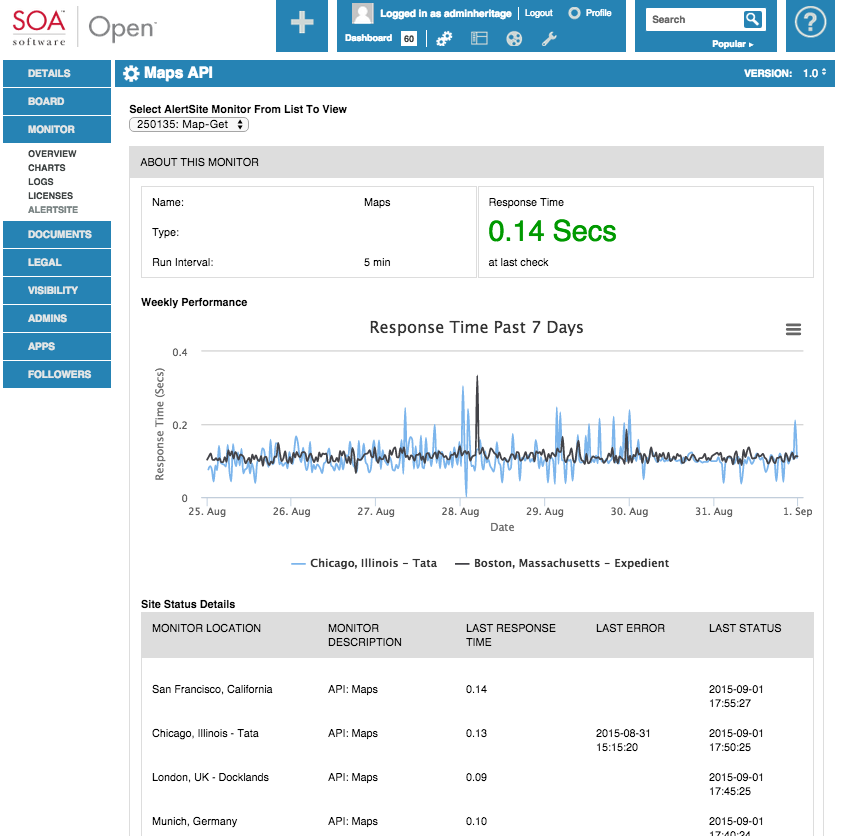 SOA™
software
Open™
Logged in as adminheritage
Logout
Profile
Dashboard 60
Search
Popular ▸
?
DETAILS
BOARD
MONITOR
OVERVIEW
CHARTS
LOGS
LICENSES
ALERTSITE
DOCUMENTS
LEGAL
VISIBILITY
ADMINS
APPS
FOLLOWERS
Maps API
VERSION: 1.0
Select AlertSite Monitor From List To View
250135: Map-Get
ABOUT THIS MONITOR
Name: Maps
Type:
Run Interval: 5 min
Response Time
0.14 Secs
at last check
Weekly Performance
Response Time Past 7 Days
Response Time (Secs)
0.4
0.2
0
25. Aug 26. Aug 27. Aug 28. Aug 29. Aug 30. Aug 31. Aug 1. Sep
Date
Chicago, Illinois - Tata Boston, Massachusetts - Expedient
Site Status Details
MONITOR LOCATION MONITOR DESCRIPTION LAST RESPONSE TIME LAST ERROR LAST STATUS
San Francisco, California API: Maps 0.14 2015-09-01 17:55:27
Chicago, Illinois - Tata API: Maps 0.13 2015-08-31 15:15:20 2015-09-01 17:50:25
London, UK - Docklands API: Maps 0.09 2015-09-01 17:45:25
Munich, Germany API: Maps 0.10 2015-09-01 17:40:24